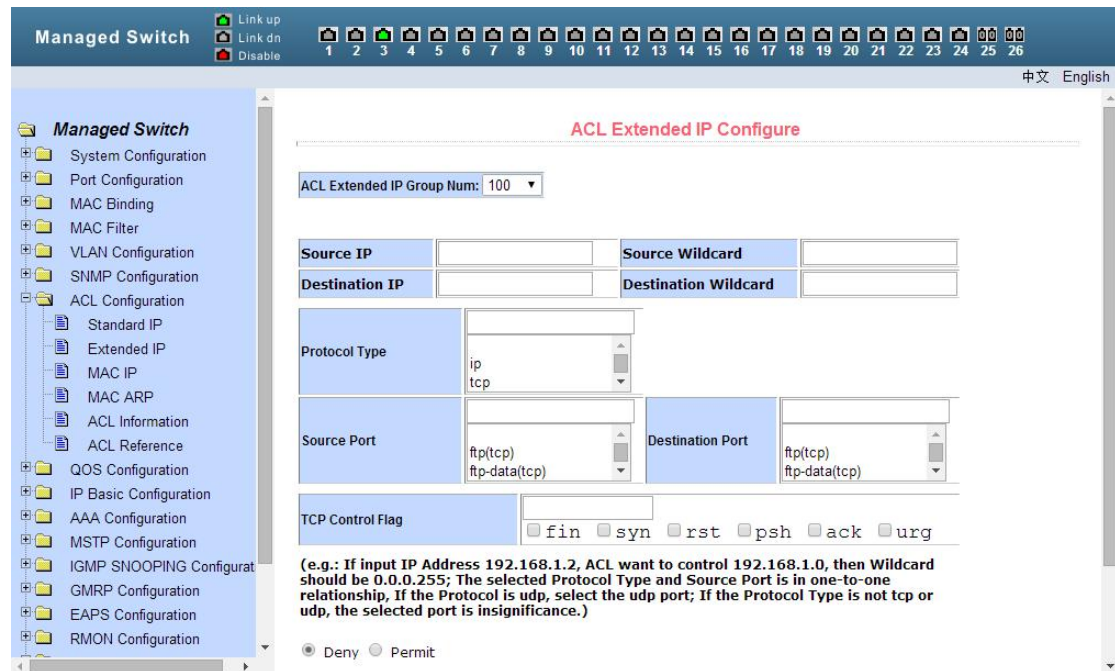 Managed Switch
Link up
Link dn
Disable
1 2 3 4 5 6 7 8 9 10 11 12 13 14 15 16 17 18 19 20 21 22 23 24 25 26
中文 English
Managed Switch
System Configuration
Port Configuration
MAC Binding
MAC Filter
VLAN Configuration
SNMP Configuration
ACL Configuration
Standard IP
Extended IP
MAC IP
MAC ARP
ACL Information
ACL Reference
QOS Configuration
IP Basic Configuration
AAA Configuration
MSTP Configuration
IGMP SNOOPING Configurat
GMRP Configuration
EAPS Configuration
RMON Configuration
ACL Extended IP Configure
ACL Extended IP Group Num: 100
Source IP Source Wildcard
Destination IP Destination Wildcard
Protocol Type
ip
tcp
Source Port
ftp(tcp)
ftp-data(tcp)
Destination Port
ftp(tcp)
ftp-data(tcp)
TCP Control Flag
fin syn rst psh ack urg
(e.g.: If input IP Address 192.168.1.2, ACL want to control 192.168.1.0, then Wildcard
should be 0.0.0.255; The selected Protocol Type and Source Port is in one-to-one
relationship, If the Protocol is udp, select the udp port; If the Protocol Type is not tcp or
udp, the selected port is insignificance.)
Deny Permit